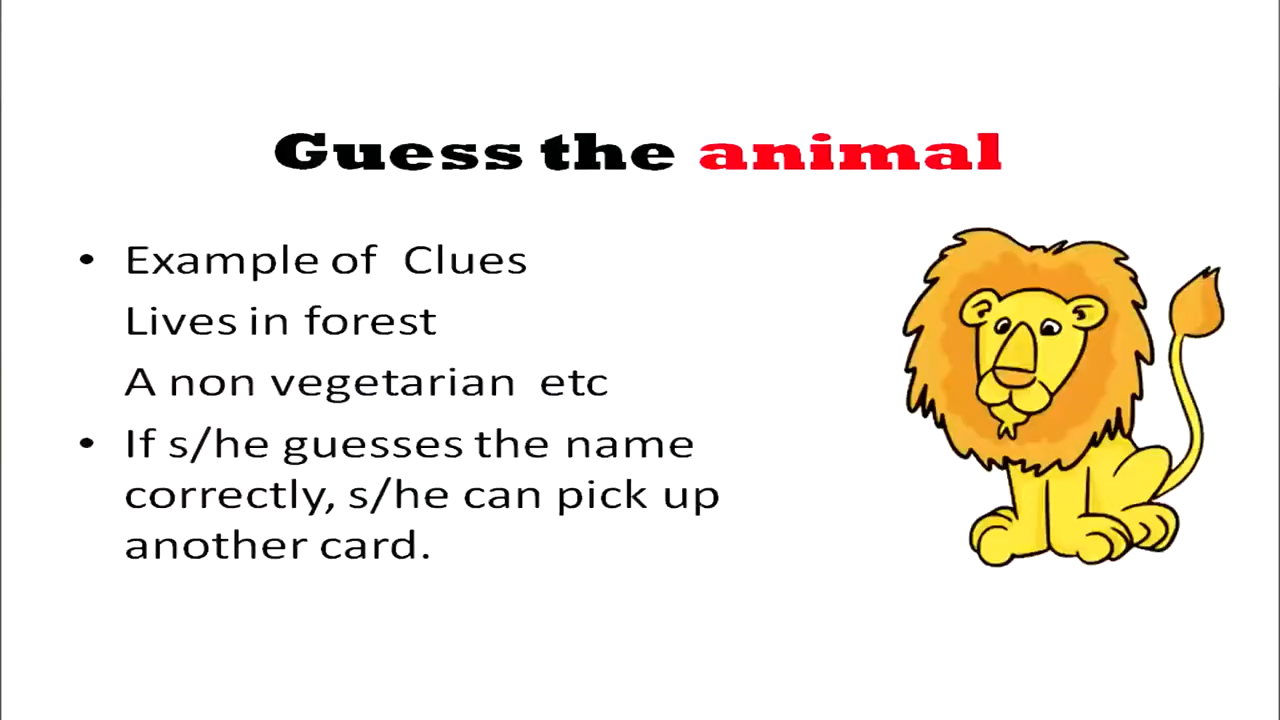 Guess the animal
• Example of Clues
Lives in forest
A non vegetarian etc
• If s/he guesses the name
correctly, s/he can pick up
another card.